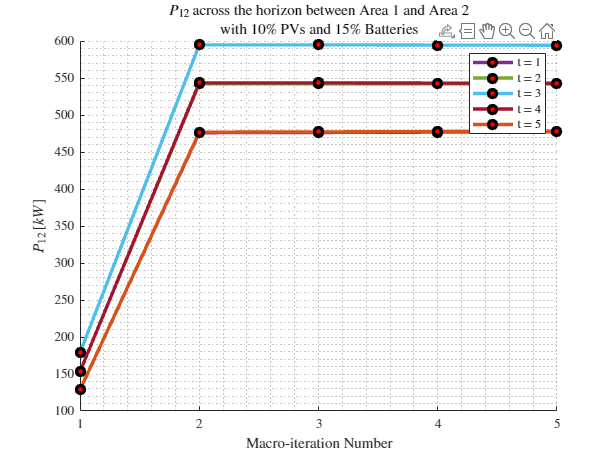 P12 across the horizon between Area 1 and Area 2
with 10% PVs and 15% Batteries
600
550
500
450
400
350
300
250
200
150
100
P12 [kW]
t = 1
t = 2
t = 3
t = 4
t = 5
1 2 3 4 5
Macro-iteration Number